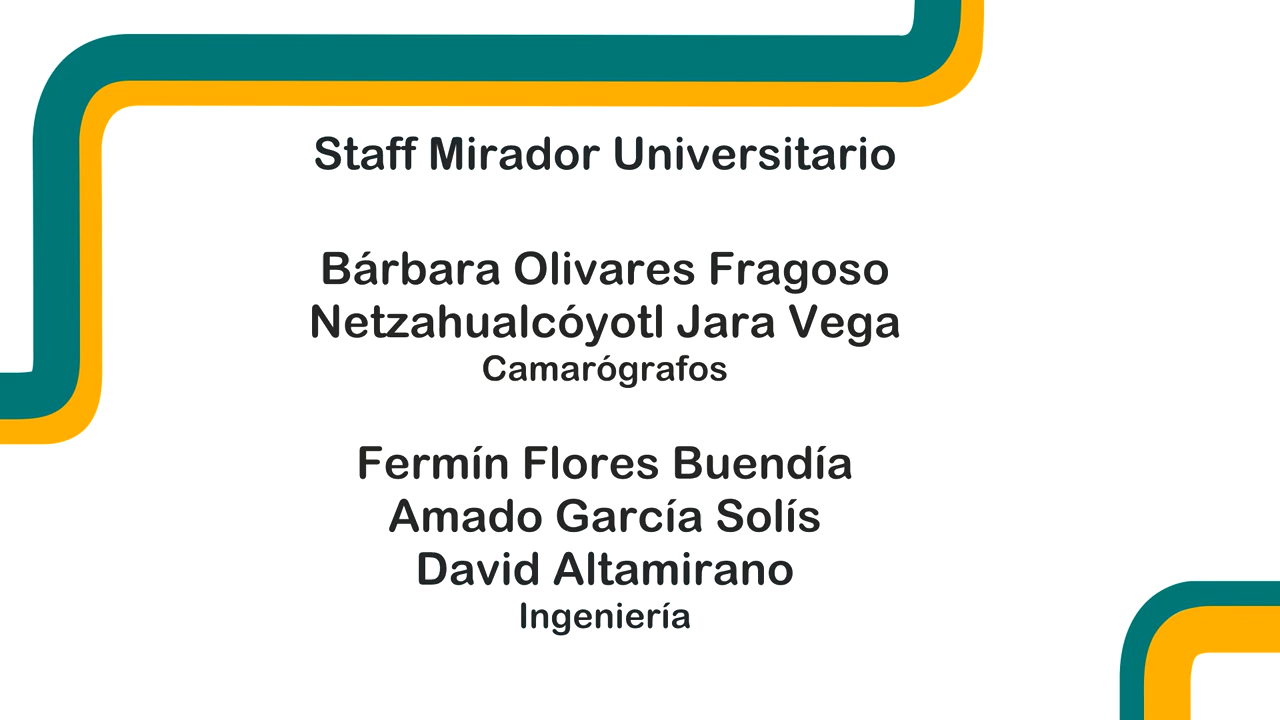 Staff Mirador Universitario
Bárbara Olivares Fragoso
Netzahualcóyotl Jara Vega
Camarógrafos
Fermín Flores Buendía
Amado García Solís
David Altamirano
Ingeniería